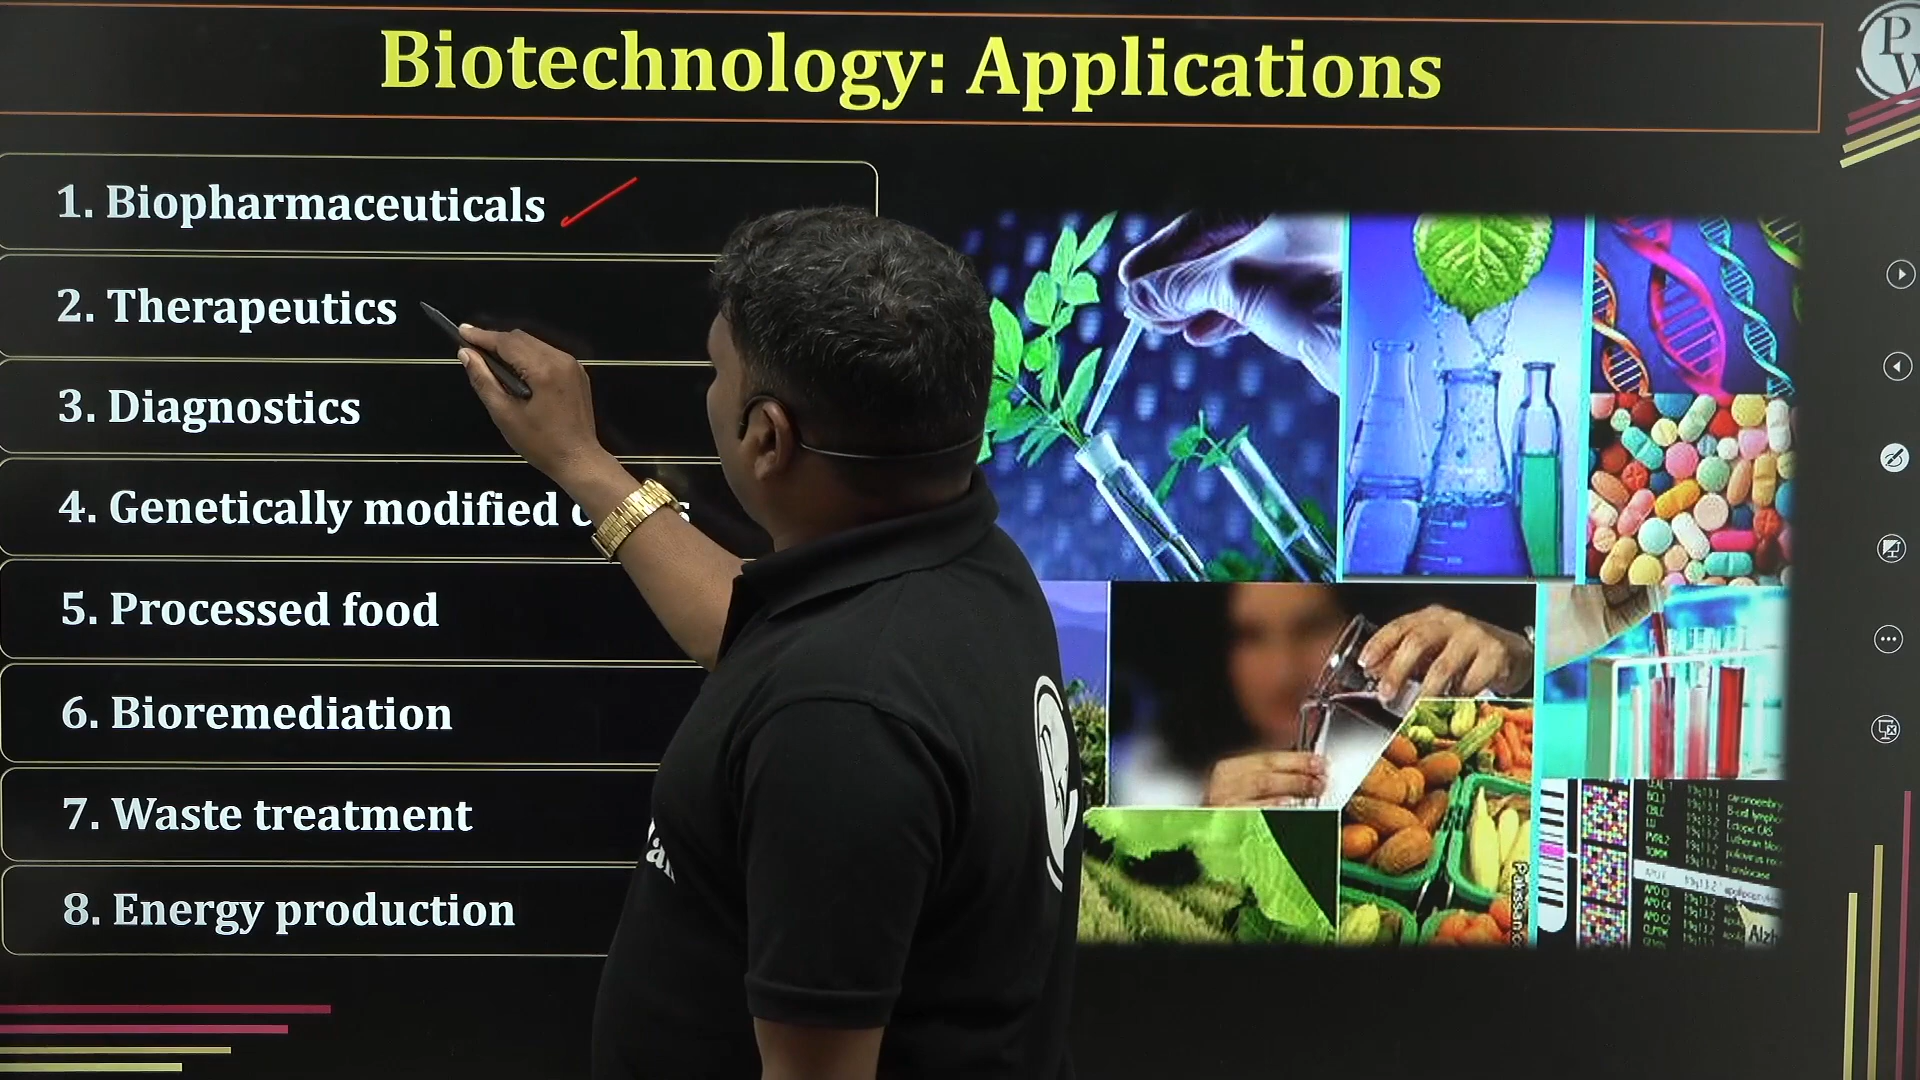 Biotechnology: Applications
PW
1. Biopharmaceuticals
2. Therapeutics
3. Diagnostics
4. Genetically modified
5. Processed food
6. Bioremediation
7. Waste treatment
8. Energy production